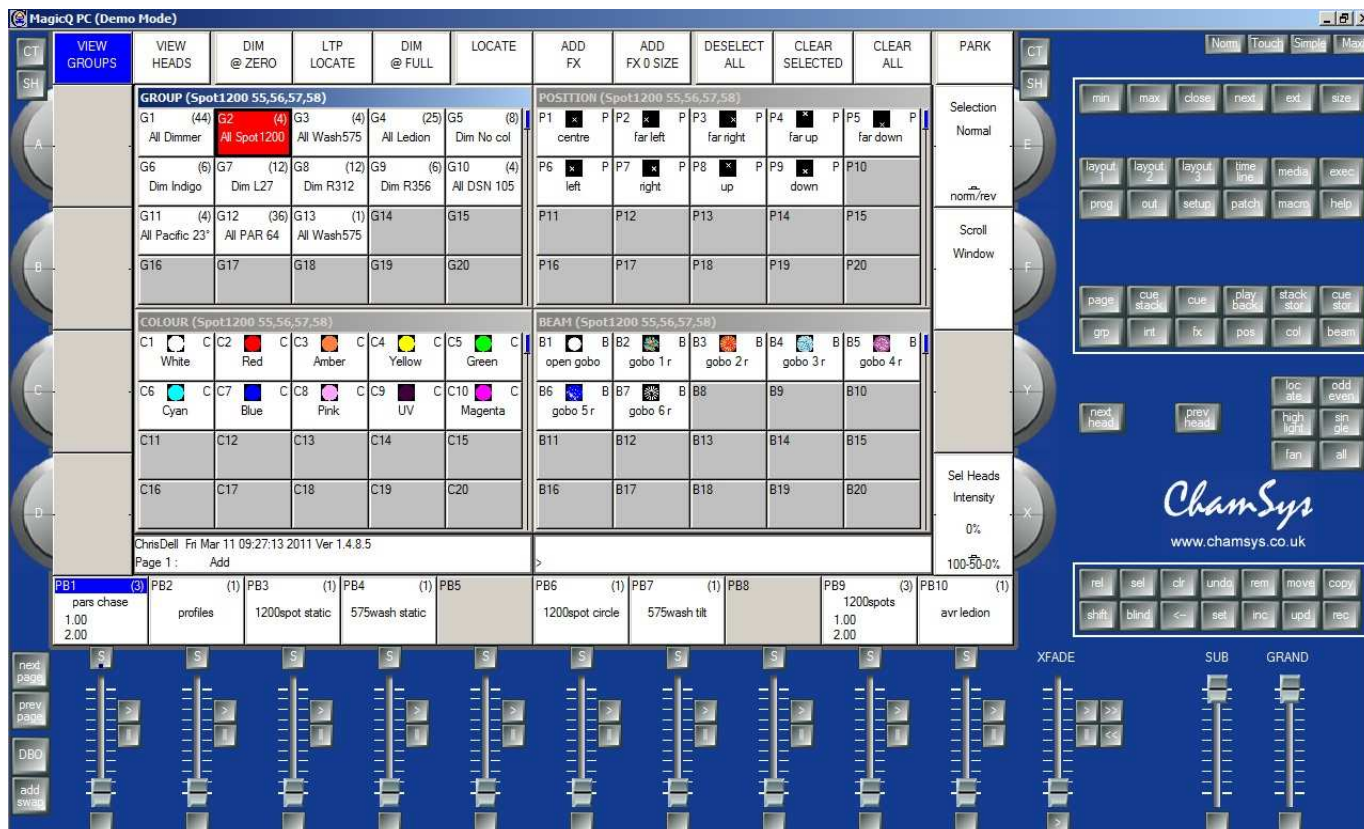 MagicQ PC (Demo Mode)
CT
SH
VIEW GROUPS
VIEW HEADS
DIM @ ZERO
LTP LOCATE
DIM @ FULL
LOCATE
ADD FX
ADD FX 0 SIZE
DESELECT ALL
CLEAR SELECTED
CLEAR ALL
PARK
CT
SH
Norm Touch Simple Max
A
B
C
D
GROUP (Spot1200 55,56,57,58)
G1 (44) G2 (4) G3 (4) G4 (25) G5 (8)
All Dimmer All Spot1200 All Wash575 All Ledion Dim No col
G6 (6) G7 (12) G8 (12) G9 (6) G10 (4)
Dim Indigo Dim L27 Dim R312 Dim R356 All DSN 105
G11 (4) G12 (36) G13 (1) G14 G15
All Pacific 23° All PAR 64 All Wash575
G16 G17 G18 G19 G20
POSITION (Spot1200 55,56,57,58)
P1 P P2 P P3 P P4 P P5 P
centre far left far right far up far down
P6 P P7 P P8 P P9 P P10
left right up down
P11 P12 P13 P14 P15
P16 P17 P18 P19 P20
COLOUR (Spot1200 55,56,57,58)
C1 C C2 C C3 C C4 C C5 C
White Red Amber Yellow Green
C6 C C7 C C8 C C9 C C10 C
Cyan Blue Pink UV Magenta
C11 C12 C13 C14 C15
C16 C17 C18 C19 C20
BEAM (Spot1200 55,56,57,58)
B1 B B2 B B3 B B4 B B5 B
open gobo gobo 1 r gobo 2 r gobo 3 r gobo 4 r
B6 B B7 B B8 B9 B10
gobo 5 r gobo 6 r
B11 B12 B13 B14 B15
B16 B17 B18 B19 B20
Selection
Normal
norm/rev
Scroll
Window
Sel Heads
Intensity
0%
100-50-0%
E
F
Y
X
ChrisDell Fri Mar 11 09:27:13 2011 Ver 1.4.8.5
Page 1 : Add
>
PB1 (3) PB2 (1) PB3 (1) PB4 (1) PB5 PB6 (1) PB7 (1) PB8 PB9 (3) PB10 (1)
pars chase profiles 1200spot static 575wash static 1200spot circle 575wash tilt 1200spots avr ledion
1.00 1.00
2.00 2.00
min max close next ext size
layout 1 layout 2 layout 3 time line media exec
prog out setup patch macro help
page cue stack cue play back stack stor cue stor
grp int fx pos col beam
next head prev head
loc ate odd even
high light sin gle
fan all
ChamSys
www.chamsys.co.uk
rel sel clr undo rem move copy
shift blind <- set inc upd rec
next page
prev page
DBO
add swap
S S S S S S S S S S
XFADE SUB GRAND
> > > > > > > > > > > >>
|| || || || || || || || || || || <<
>